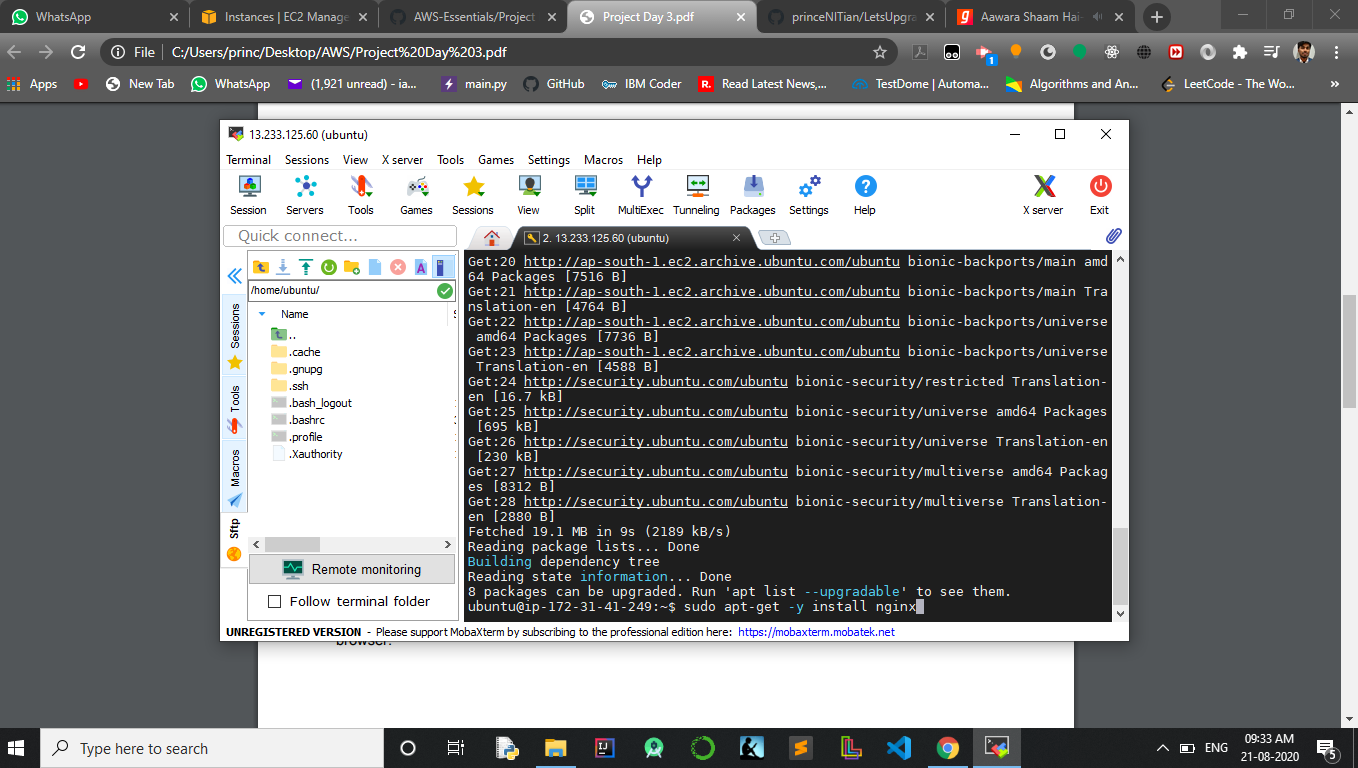 WhatsApp
Instances | EC2 Manage
AWS-Essentials/Project
Project Day 3.pdf
princeNITian/LetsUpgra
Aawara Shaam Hai
File
C:/Users/princ/Desktop/AWS/Project%20Day%203.pdf
1
Apps
New Tab
WhatsApp
(1,921 unread) - ia...
main.py
GitHub
IBM Coder
Read Latest News,...
TestDome | Automa...
Algorithms and An...
LeetCode - The Wo...
»
13.233.125.60 (ubuntu)
Terminal Sessions View X server Tools Games Settings Macros Help
Session Servers Tools Games Sessions View Split MultiExec Tunneling Packages Settings Help X server Exit
Quick connect...
2. 13.233.125.60 (ubuntu)
/home/ubuntu/
Name
..
.cache
.gnupg
.ssh
.bash_logout
.bashrc
.profile
.Xauthority
Sessions
Tools
Macros
Sftp
Remote monitoring
Follow terminal folder
Get:20 http://ap-south-1.ec2.archive.ubuntu.com/ubuntu bionic-backports/main amd
64 Packages [7516 B]
Get:21 http://ap-south-1.ec2.archive.ubuntu.com/ubuntu bionic-backports/main Tra
nslation-en [4764 B]
Get:22 http://ap-south-1.ec2.archive.ubuntu.com/ubuntu bionic-backports/universe
amd64 Packages [7736 B]
Get:23 http://ap-south-1.ec2.archive.ubuntu.com/ubuntu bionic-backports/universe
Translation-en [4588 B]
Get:24 http://security.ubuntu.com/ubuntu bionic-security/restricted Translation-
en [16.7 kB]
Get:25 http://security.ubuntu.com/ubuntu bionic-security/universe amd64 Packages
[695 kB]
Get:26 http://security.ubuntu.com/ubuntu bionic-security/universe Translation-en
[230 kB]
Get:27 http://security.ubuntu.com/ubuntu bionic-security/multiverse amd64 Packag
es [8312 B]
Get:28 http://security.ubuntu.com/ubuntu bionic-security/multiverse Translation-
en [2880 B]
Fetched 19.1 MB in 9s (2189 kB/s)
Reading package lists... Done
Building dependency tree
Reading state information... Done
8 packages can be upgraded. Run 'apt list --upgradable' to see them.
ubuntu@ip-172-31-41-249:~$ sudo apt-get -y install nginx
UNREGISTERED VERSION - Please support MobaXterm by subscribing to the professional edition here: https://mobaxterm.mobatek.net
browser.
Type here to search
ENG
09:33 AM
21-08-2020
5